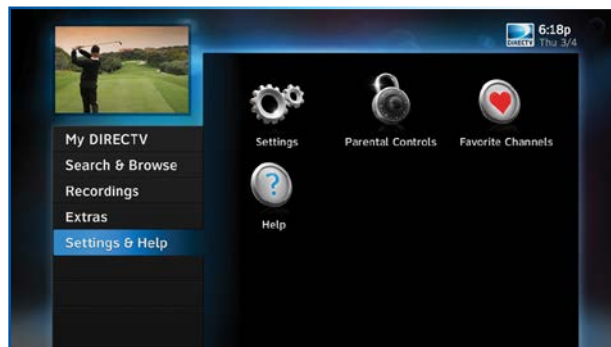 6:18p
DIRECTV Thu 3/4
My DIRECTV
Search & Browse
Recordings
Extras
Settings & Help
Settings
Parental Controls
Favorite Channels
Help